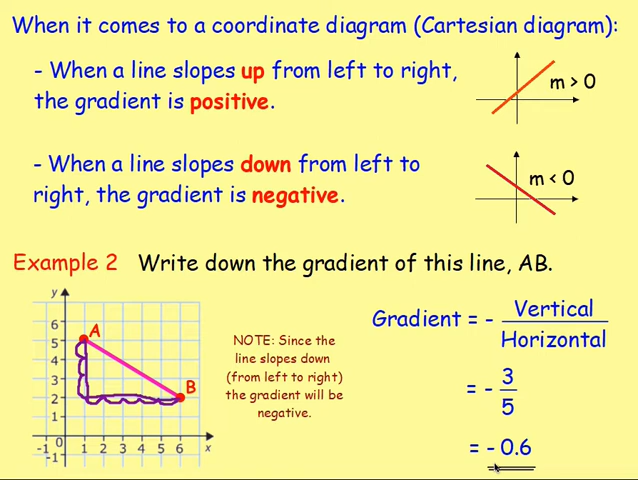 When it comes to a coordinate diagram (Cartesian diagram):
- When a line slopes up from left to right,
the gradient is positive.
m > 0
- When a line slopes down from left to
right, the gradient is negative.
m < 0
Example 2 Write down the gradient of this line, AB.
y
6
5
4
3
2
1
0
-1
-1
1 2 3 4 5 6
x
A
B
NOTE: Since the
line slopes down
(from left to right)
the gradient will be
negative.
Gradient = - Vertical
Horizontal
= - 3
5
= - 0.6